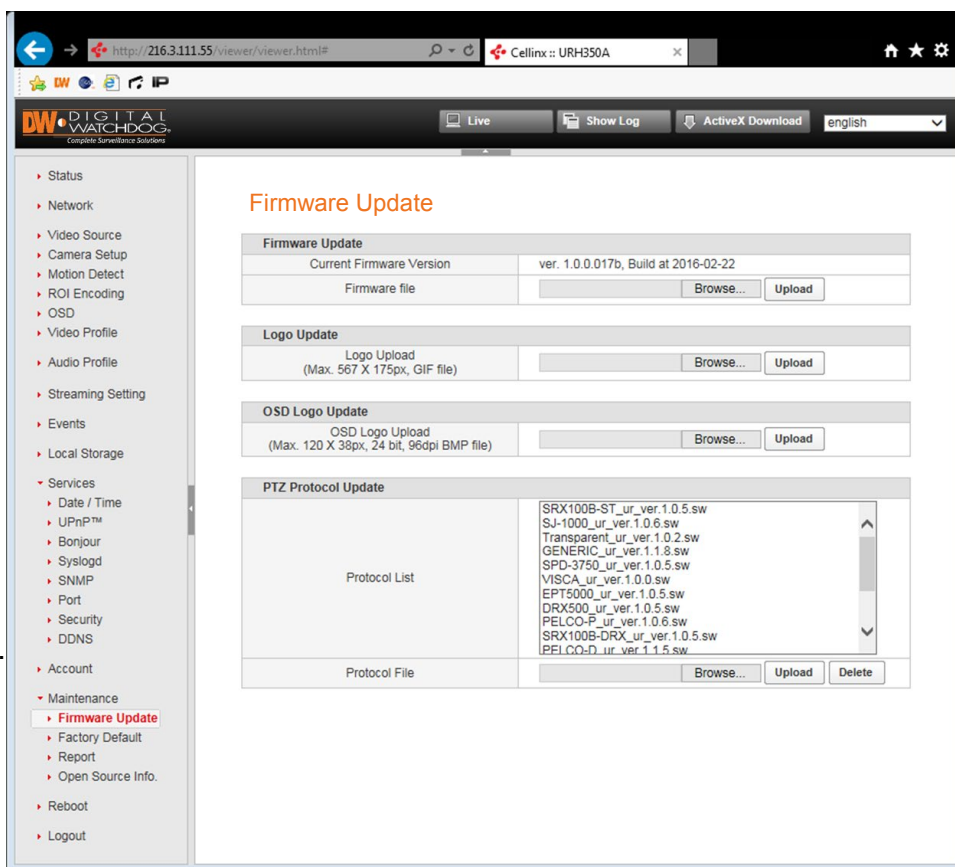 http://216.3.111.55/viewer/viewer.html#
Cellinx :: URH350A
DW
IP
DW DIGITAL
WATCHDOG®
Complete Surveillance Solutions
Live
Show Log
ActiveX Download
english
Status
Network
Video Source
Camera Setup
Motion Detect
ROI Encoding
OSD
Video Profile
Audio Profile
Streaming Setting
Events
Local Storage
Services
Date / Time
UPnP™
Bonjour
Syslogd
SNMP
Port
Security
DDNS
Account
Maintenance
Firmware Update
Factory Default
Report
Open Source Info.
Reboot
Logout
Firmware Update
Firmware Update
Current Firmware Version ver. 1.0.0.017b, Build at 2016-02-22
Firmware file Browse... Upload
Logo Update
Logo Upload
(Max. 567 X 175px, GIF file) Browse... Upload
OSD Logo Update
OSD Logo Upload
(Max. 120 X 38px, 24 bit, 96dpi BMP file) Browse... Upload
PTZ Protocol Update
Protocol List
SRX100B-ST_ur_ver.1.0.5.sw
SJ-1000_ur_ver.1.0.6.sw
Transparent_ur_ver.1.0.2.sw
GENERIC_ur_ver.1.1.8.sw
SPD-3750_ur_ver.1.0.5.sw
VISCA_ur_ver.1.0.0.sw
EPT5000_ur_ver.1.0.5.sw
DRX500_ur_ver.1.0.5.sw
PELCO-P_ur_ver.1.0.6.sw
SRX100B-DRX_ur_ver.1.0.5.sw
PELCO-D_ur_ver.1.1.5.sw
Protocol File Browse... Upload Delete